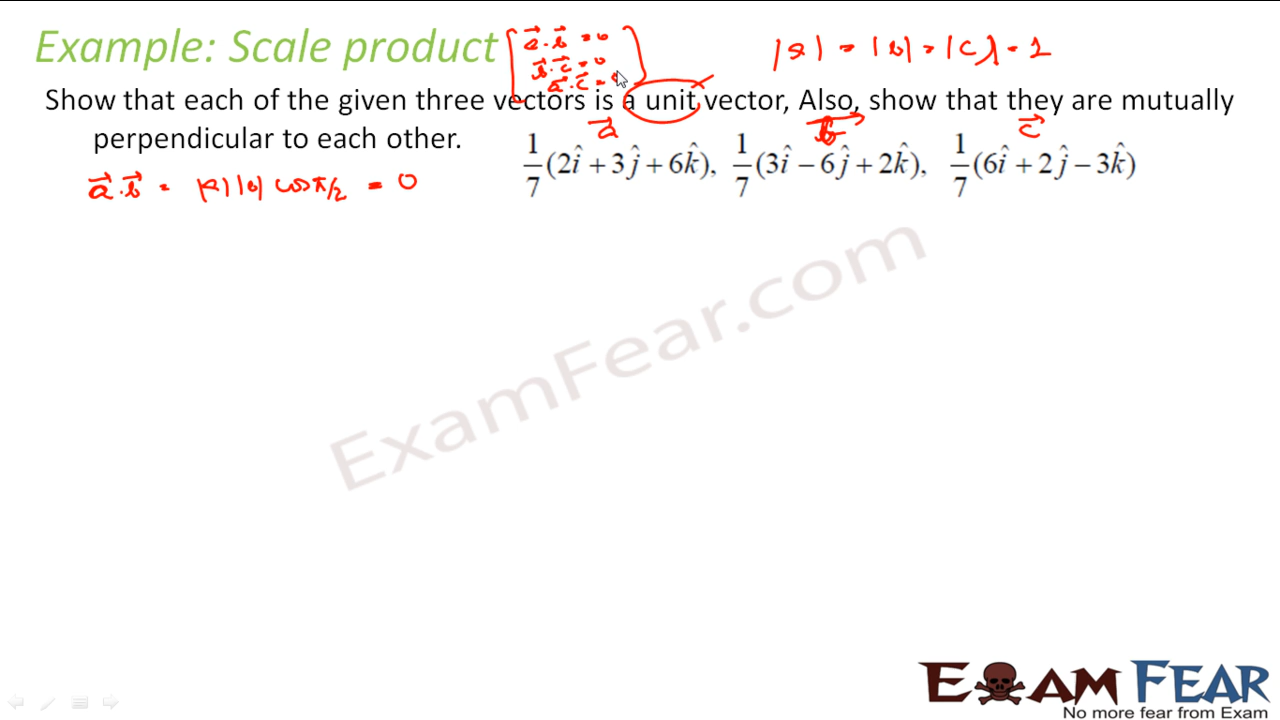 Example: Scale product
a⃗.b⃗ = 0
b⃗.c⃗ = 0
a⃗.c⃗ = 0
|a| = |b| = |c| = 1
Show that each of the given three vectors is a unit vector, Also, show that they are mutually
perpendicular to each other.
a⃗ b⃗ c⃗
1/7(2î + 3ĵ + 6k̂), 1/7(3î − 6ĵ + 2k̂), 1/7(6î + 2ĵ − 3k̂)
a⃗.b⃗ = |a||b| cos π/2 = 0
ExamFear.com
EXAM FEAR
No more fear from Exam